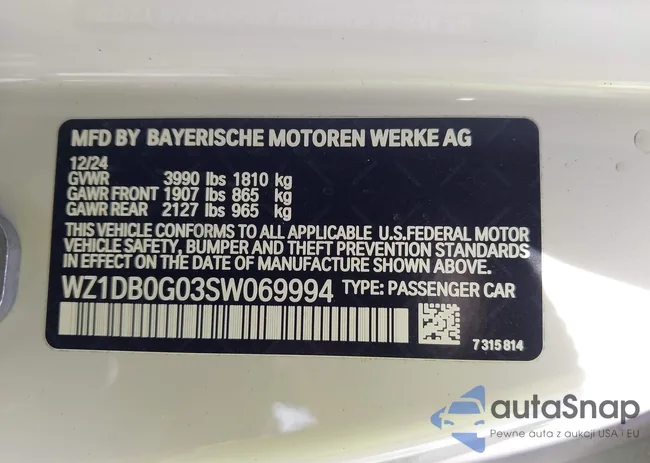 MFD BY BAYERISCHE MOTOREN WERKE AG
12/24
GVWR 3990 lbs 1810 kg
GAWR FRONT 1907 lbs 865 kg
GAWR REAR 2127 lbs 965 kg
THIS VEHICLE CONFORMS TO ALL APPLICABLE U.S.FEDERAL MOTOR
VEHICLE SAFETY, BUMPER AND THEFT PREVENTION STANDARDS
IN EFFECT ON THE DATE OF MANUFACTURE SHOWN ABOVE.
WZ1DB0G03SW069994 TYPE: PASSENGER CAR
7 315 814
autoSnap
Pewne auta z aukcji USA i EU